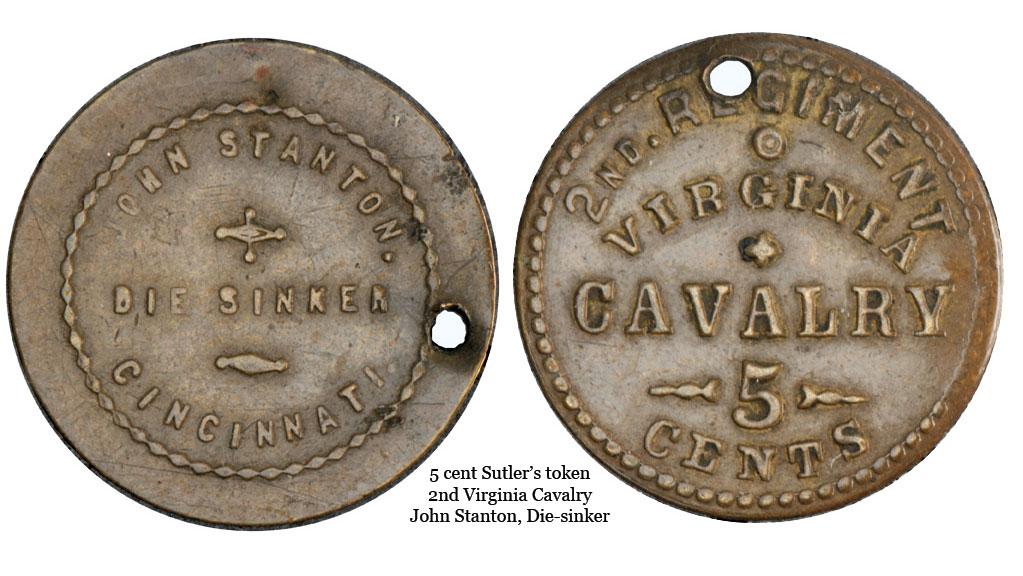 JOHN STANTON.
DIE SINKER
CINCINNATI.
2ND. REGIMENT
VIRGINIA
CAVALRY
5
CENTS
5 cent Sutler’s token
2nd Virginia Cavalry
John Stanton, Die-sinker